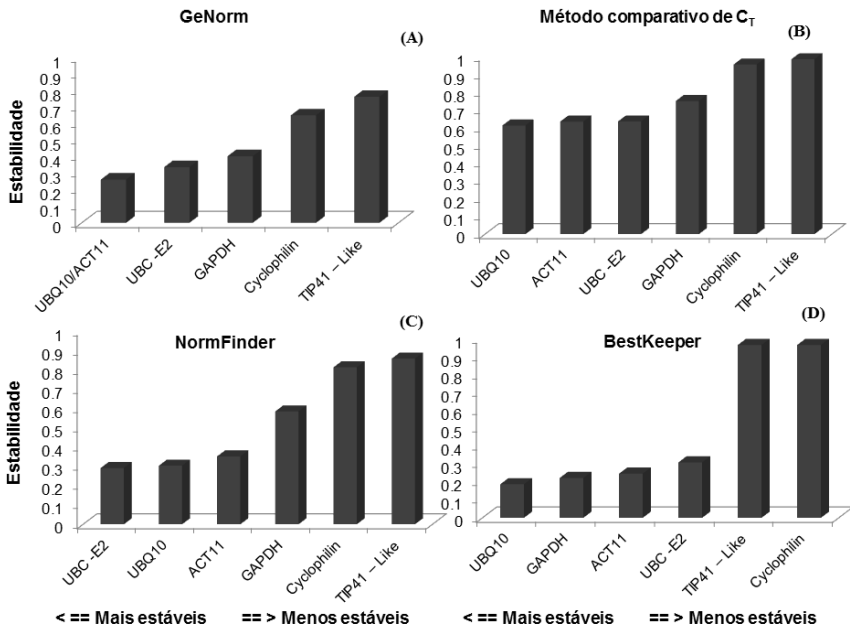 GeNorm
(A)
Estabilidade
1
0.9
0.8
0.7
0.6
0.5
0.4
0.3
0.2
0.1
0
UBQ10/ACT11
UBC -E2
GAPDH
Cyclophilin
TIP41 – Like
Método comparativo de CT
(B)
1
0.9
0.8
0.7
0.6
0.5
0.4
0.3
0.2
0.1
0
UBQ10
ACT11
UBC -E2
GAPDH
Cyclophilin
TIP41 – Like
NormFinder
(C)
Estabilidade
1
0.9
0.8
0.7
0.6
0.5
0.4
0.3
0.2
0.1
0
UBC -E2
UBQ10
ACT11
GAPDH
Cyclophilin
TIP41 – Like
< == Mais estáveis == > Menos estáveis
BestKeeper
(D)
1
0.9
0.8
0.7
0.6
0.5
0.4
0.3
0.2
0.1
0
UBQ10
GAPDH
ACT11
UBC -E2
TIP41 – Like
Cyclophilin
< == Mais estáveis == > Menos estáveis